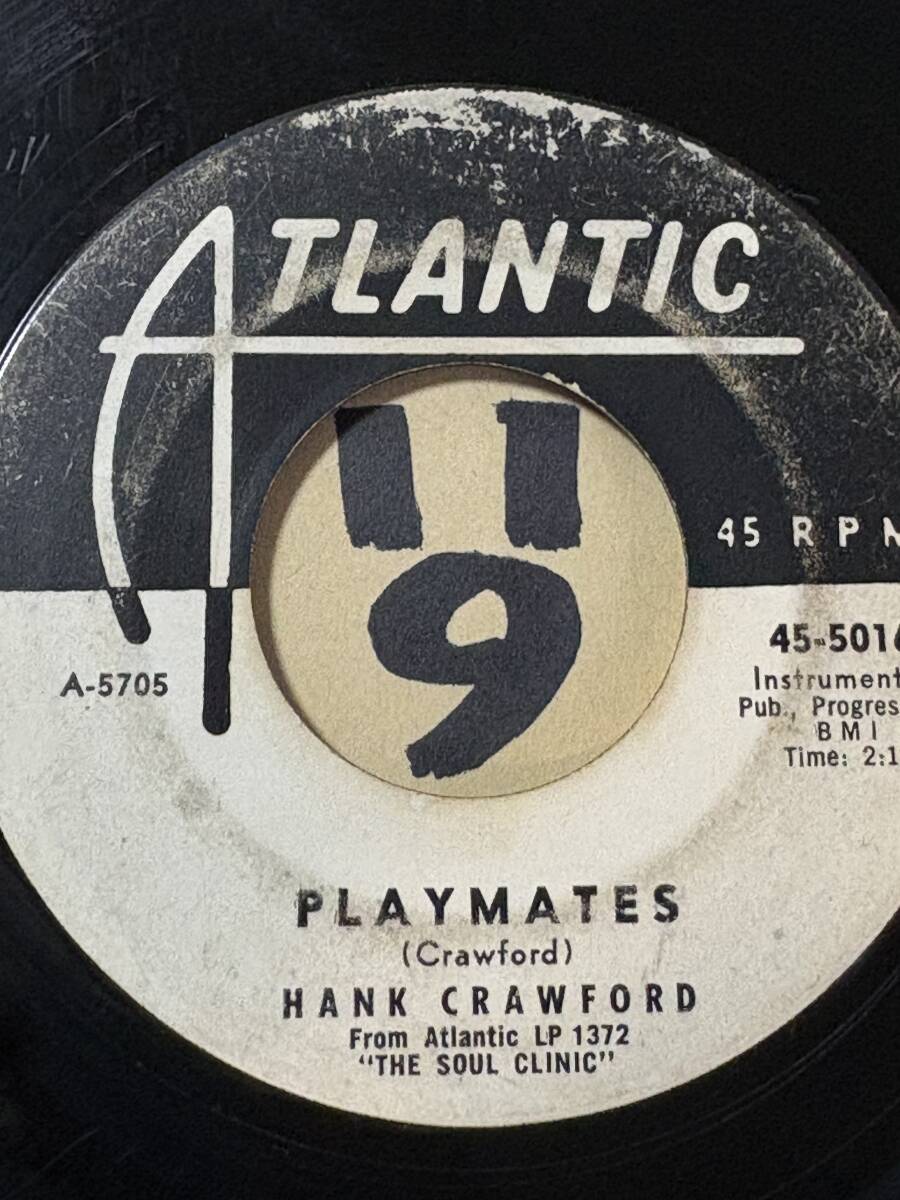 ATLANTIC
11
9
45 RPM
A-5705
45-5016
Instrument
Pub., Progres
BMI
Time: 2:1
PLAYMATES
(Crawford)
HANK CRAWFORD
From Atlantic LP 1372
"THE SOUL CLINIC"